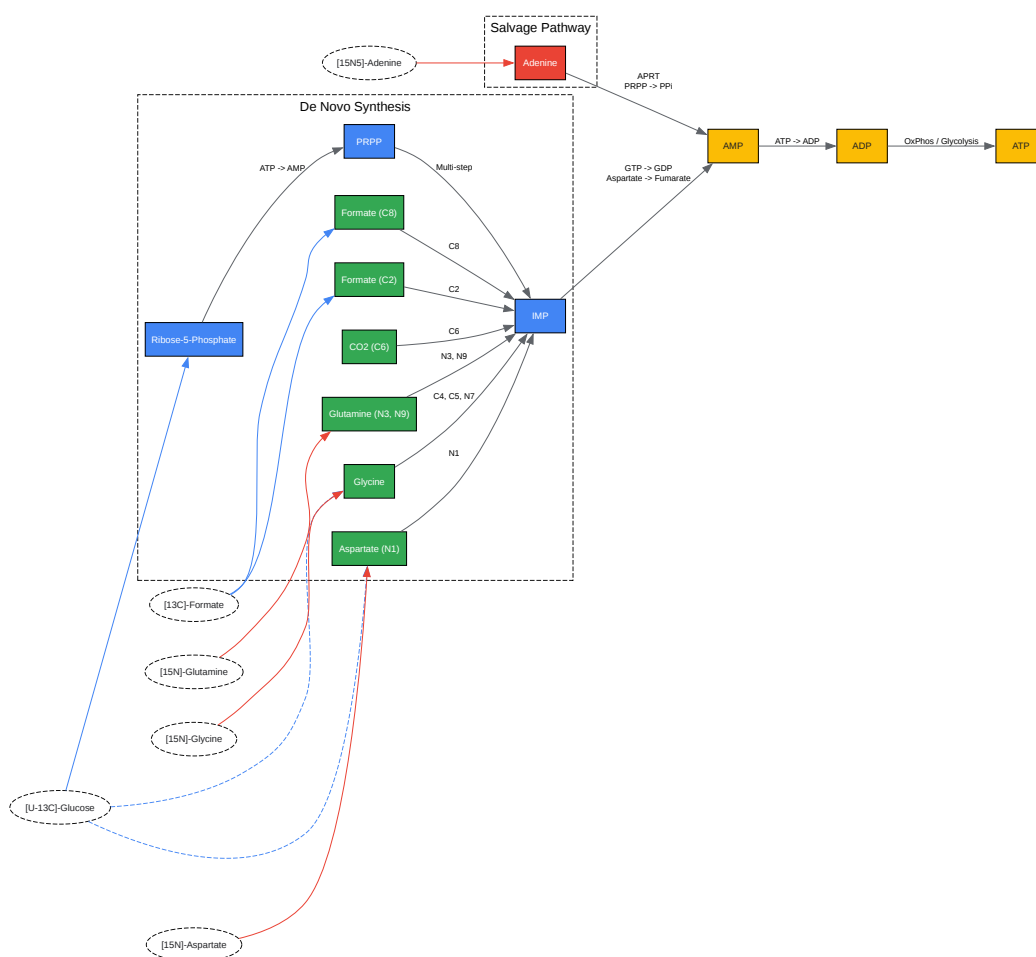 Salvage Pathway
[15N5]-Adenine
Adenine
APRT
PRPP -> PPi
De Novo Synthesis
PRPP
ATP -> AMP
Multi-step
AMP
ATP -> ADP
ADP
OxPhos / Glycolysis
ATP
GTP -> GDP
Aspartate -> Fumarate
Formate (C8)
C8
Formate (C2)
C2
IMP
Ribose-5-Phosphate
CO2 (C6)
C6
N3, N9
Glutamine (N3, N9)
C4, C5, N7
Glycine
N1
Aspartate (N1)
[13C]-Formate
[15N]-Glutamine
[15N]-Glycine
[U-13C]-Glucose
[15N]-Aspartate